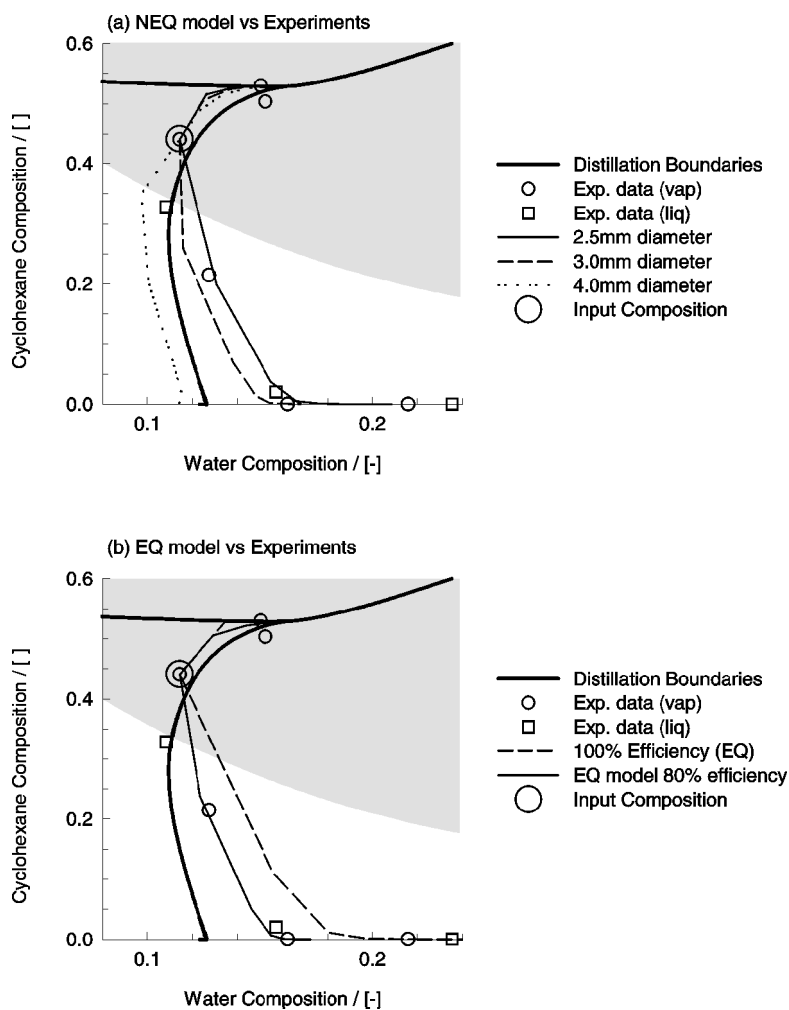 (a) NEQ model vs Experiments
0.6
0.4
0.2
0.0
Cyclohexane Composition / [ ]
0.1
0.2
Water Composition / [-]
Distillation Boundaries
Exp. data (vap)
Exp. data (liq)
2.5mm diameter
3.0mm diameter
4.0mm diameter
Input Composition
(b) EQ model vs Experiments
0.6
0.4
0.2
0.0
Cyclohexane Composition / [ ]
0.1
0.2
Water Composition / [-]
Distillation Boundaries
Exp. data (vap)
Exp. data (liq)
100% Efficiency (EQ)
EQ model 80% efficiency
Input Composition